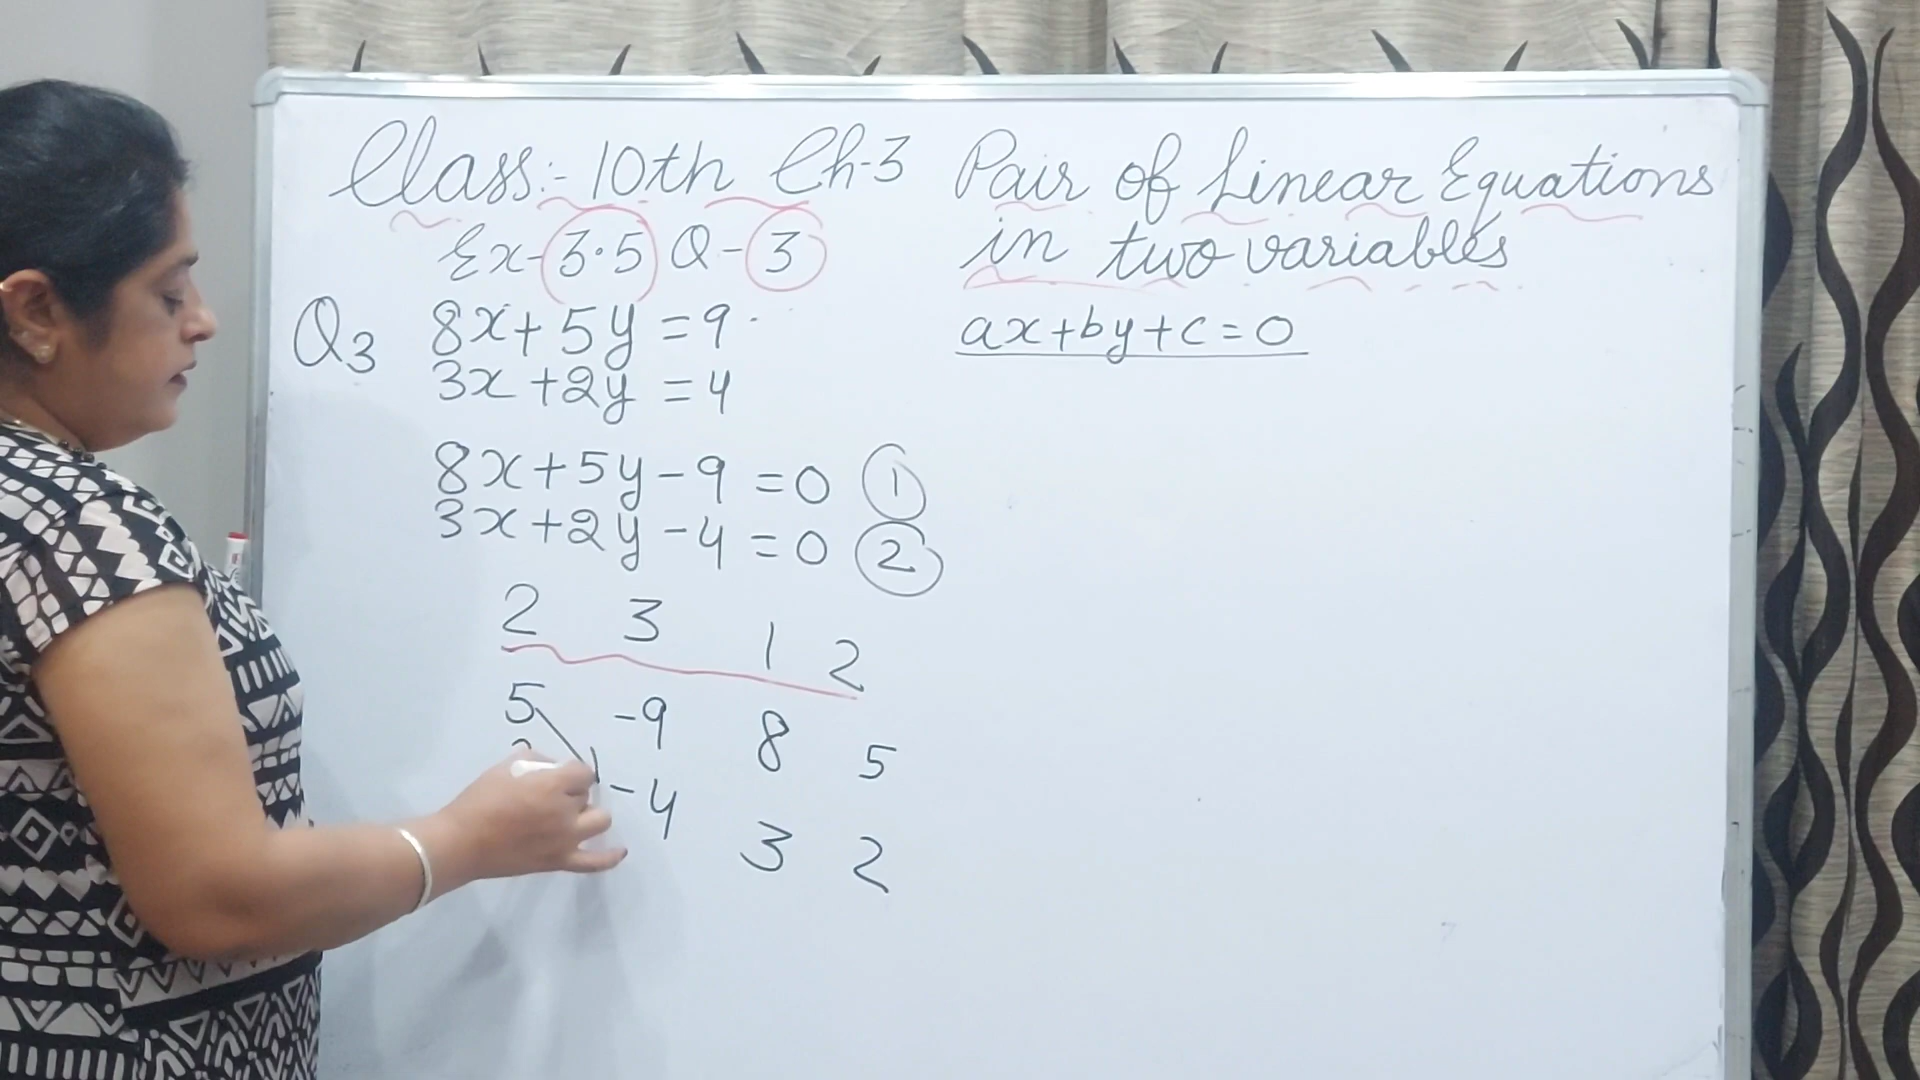 Class:- 10th Ch-3 Pair of Linear Equations
in two variables
Ex-3.5 Q-3
Q3 8x+5y=9
3x+2y=4
ax+by+c=0
8x+5y-9=0 1
3x+2y-4=0 2
2 3 1 2
5 -9 8 5
-4 3 2